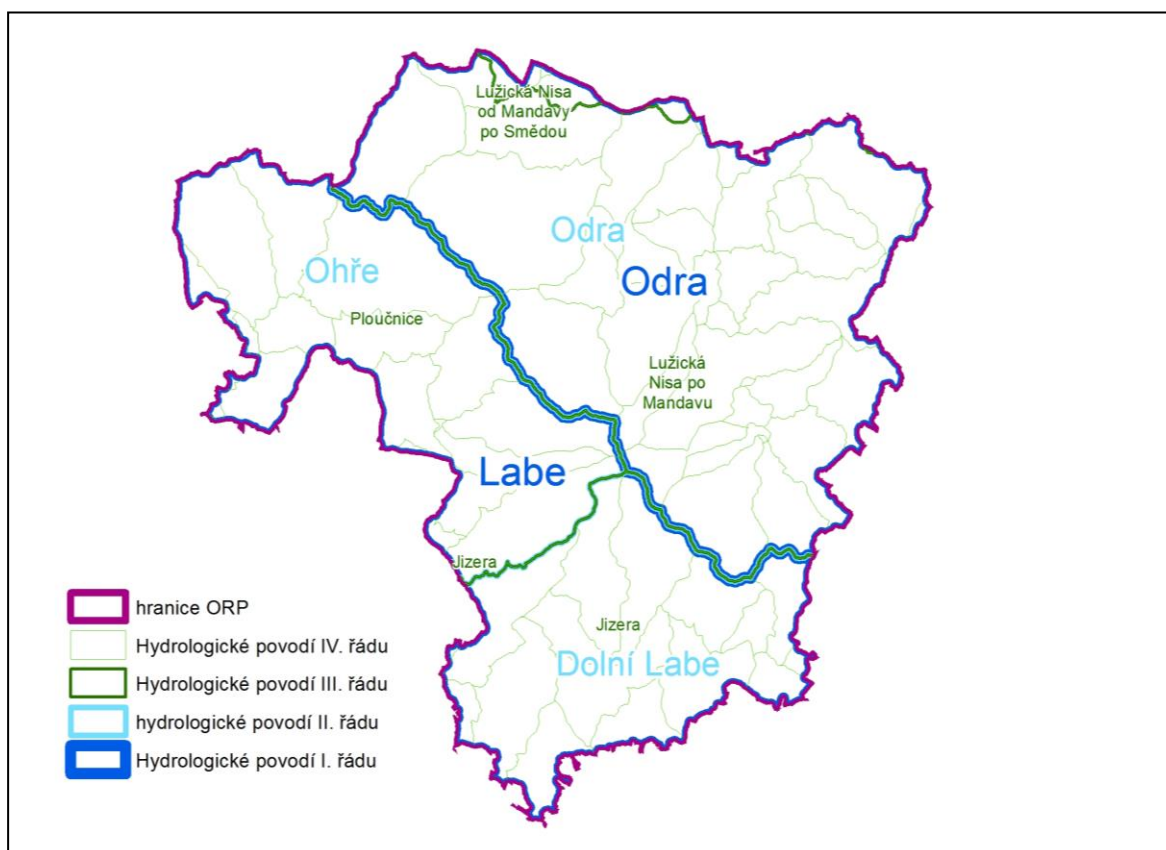 Lužická Nisa
od Mandavy
po Smědou
Odra
Odra
Ohře
Ploučnice
Lužická
Nisa po
Mandavu
Labe
Jizera
Jizera
Dolní Labe
hranice ORP
Hydrologické povodí IV. řádu
Hydrologické povodí III. řádu
hydrologické povodí II. řádu
Hydrologické povodí I. řádu